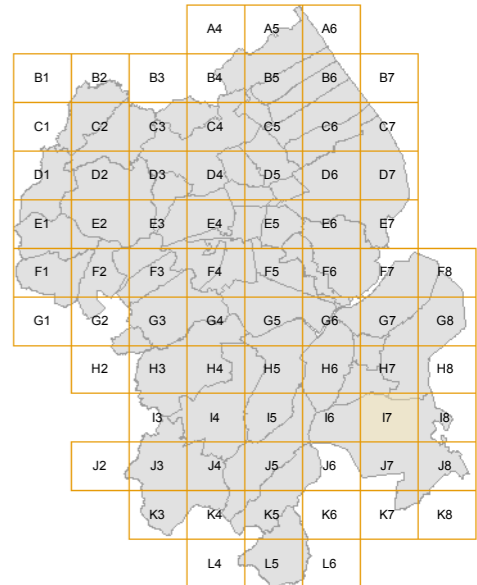 A4 A5 A6
B1 B2 B3 B4 B5 B6 B7
C1 C2 C3 C4 C5 C6 C7
D1 D2 D3 D4 D5 D6 D7
E1 E2 E3 E4 E5 E6 E7
F1 F2 F3 F4 F5 F6 F7 F8
G1 G2 G3 G4 G5 G6 G7 G8
H2 H3 H4 H5 H6 H7 H8
I3 I4 I5 I6 I7 I8
J2 J3 J4 J5 J6 J7 J8
K3 K4 K5 K6 K7 K8
L4 L5 L6